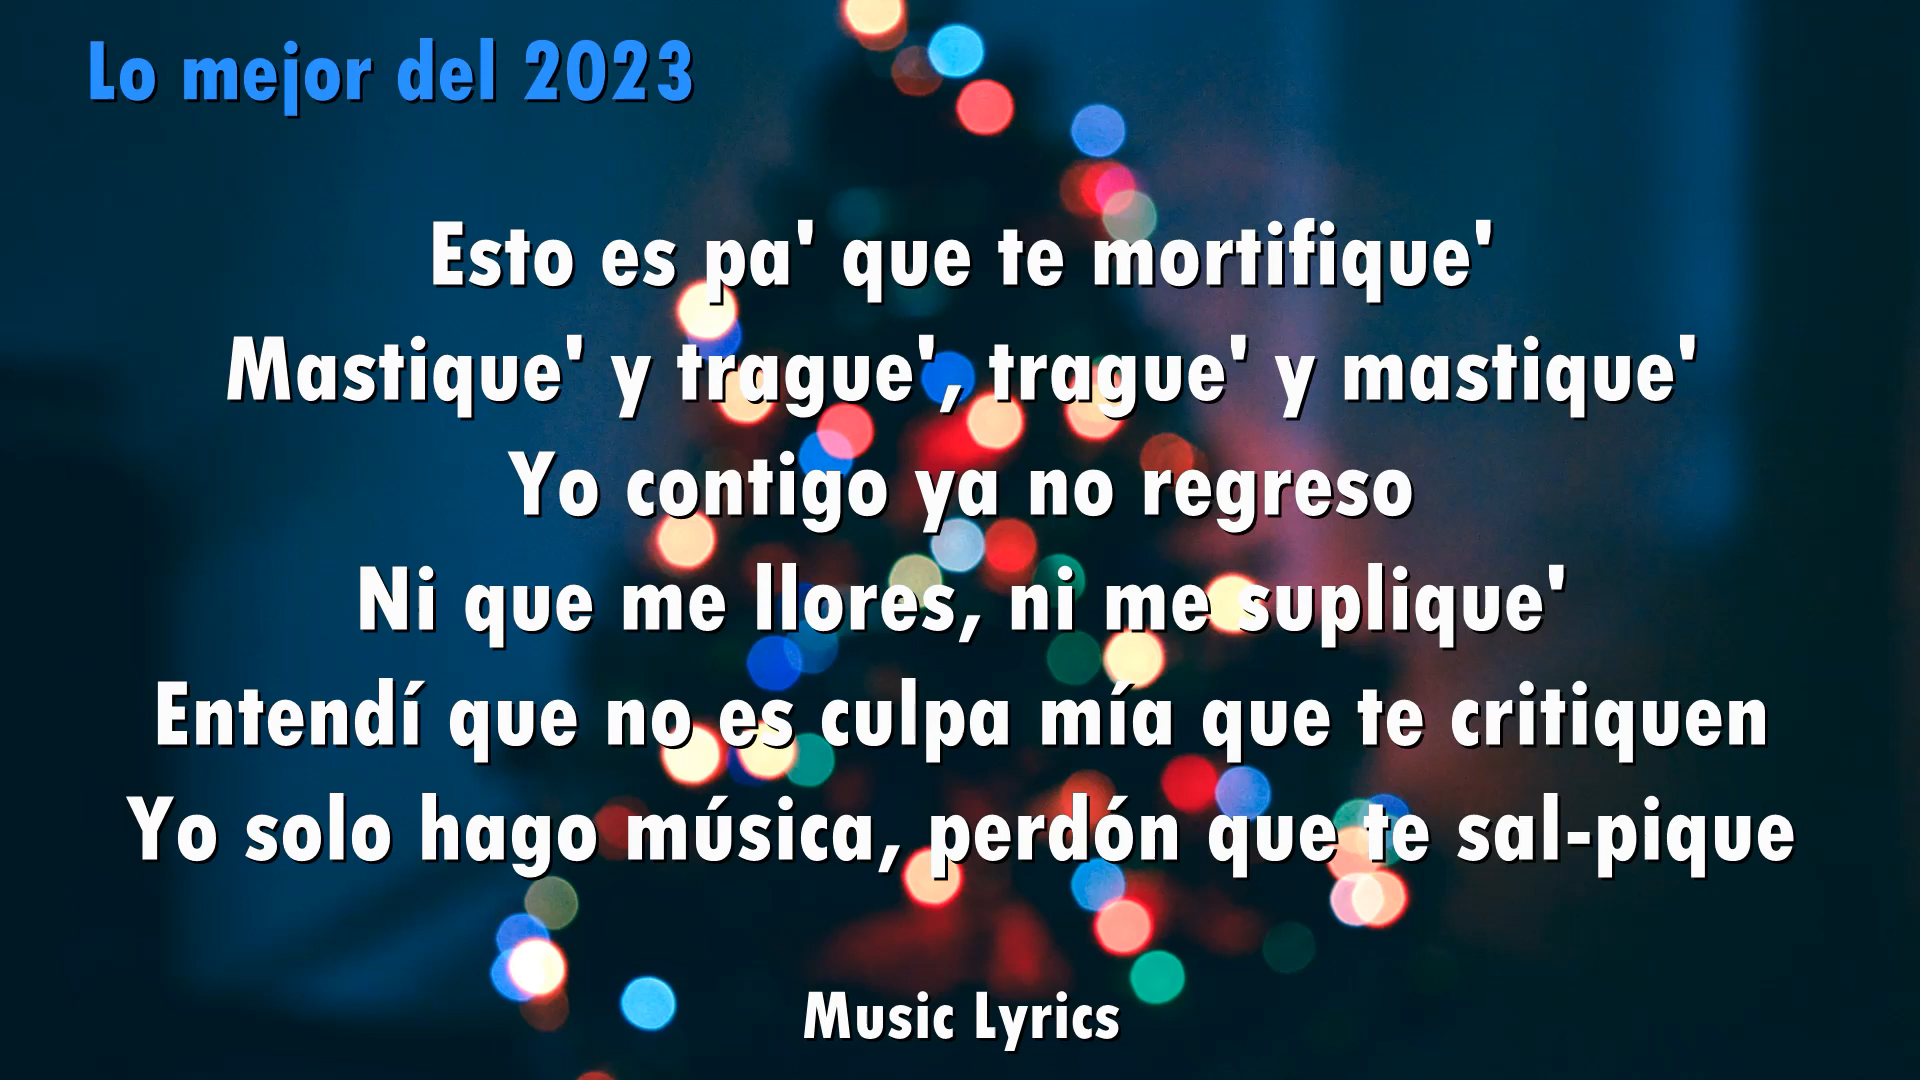 Lo mejor del 2023
Esto es pa' que te mortifique'
Mastique' y trague', trague' y mastique'
Yo contigo ya no regreso
Ni que me llores, ni me suplique'
Entendí que no es culpa mía que te critiquen
Yo solo hago música, perdón que te sal-pique
Music Lyrics